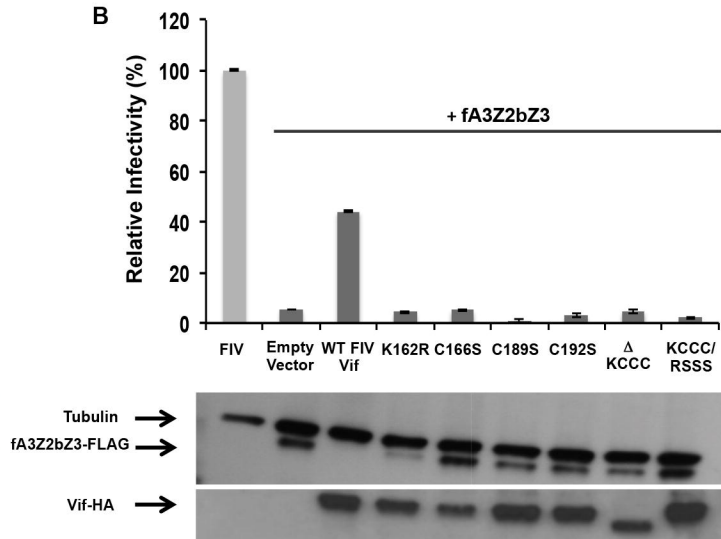 B
Relative Infectivity (%)
120
100
80
60
40
20
0
+ fA3Z2bZ3
FIV
Empty
Vector
WT FIV
Vif
K162R
C166S
C189S
C192S
Δ
KCCC
KCCC/
RSSS
Tubulin
fA3Z2bZ3-FLAG
Vif-HA